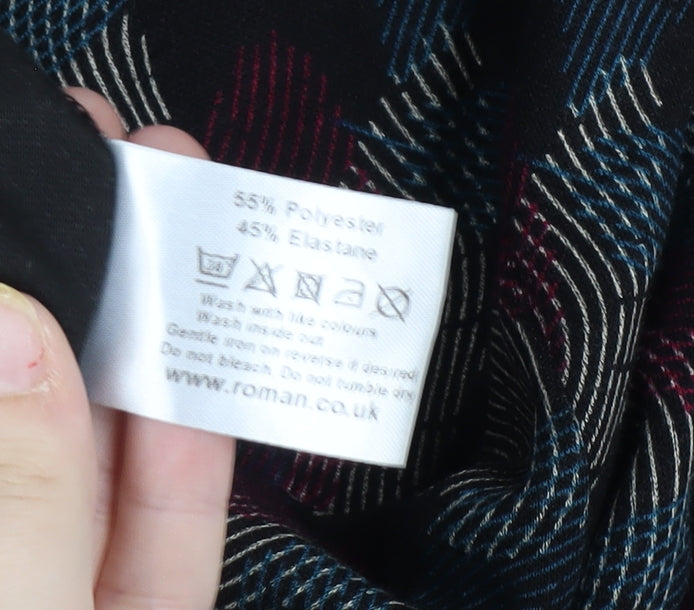 55% Polyester
45% Elastane
Wash with like colours
Wash inside out
Gentle iron on reverse if desired
Do not bleach. Do not tumble dry
www.roman.co.uk